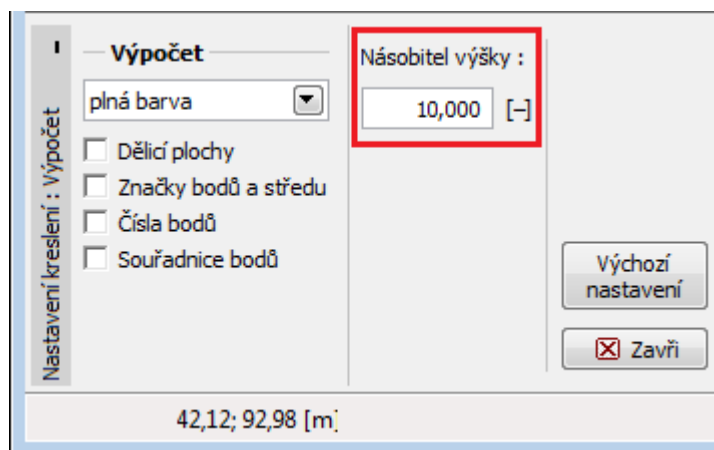 Nastavení kreslení : Výpočet
Výpočet
plná barva
Dělicí plochy
Značky bodů a středu
Čísla bodů
Souřadnice bodů
Násobitel výšky :
10,000 [–]
Výchozí
nastavení
Zavři
42,12; 92,98 [m]